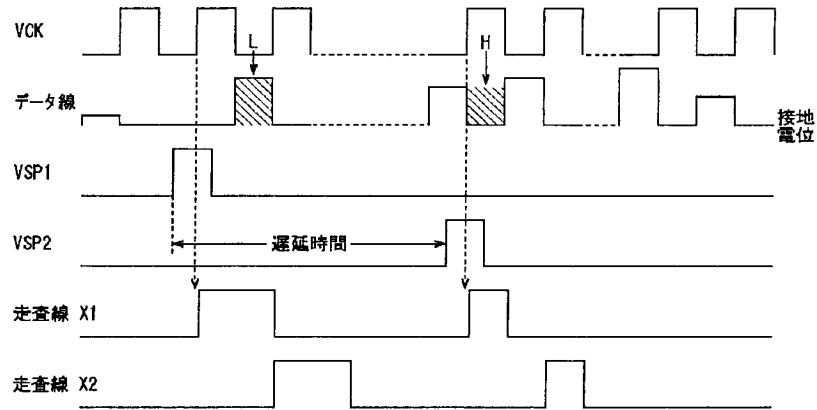 VCK
L
H
データ線
接地
電位
VSP1
VSP2
遅延時間
走査線 X1
走査線 X2